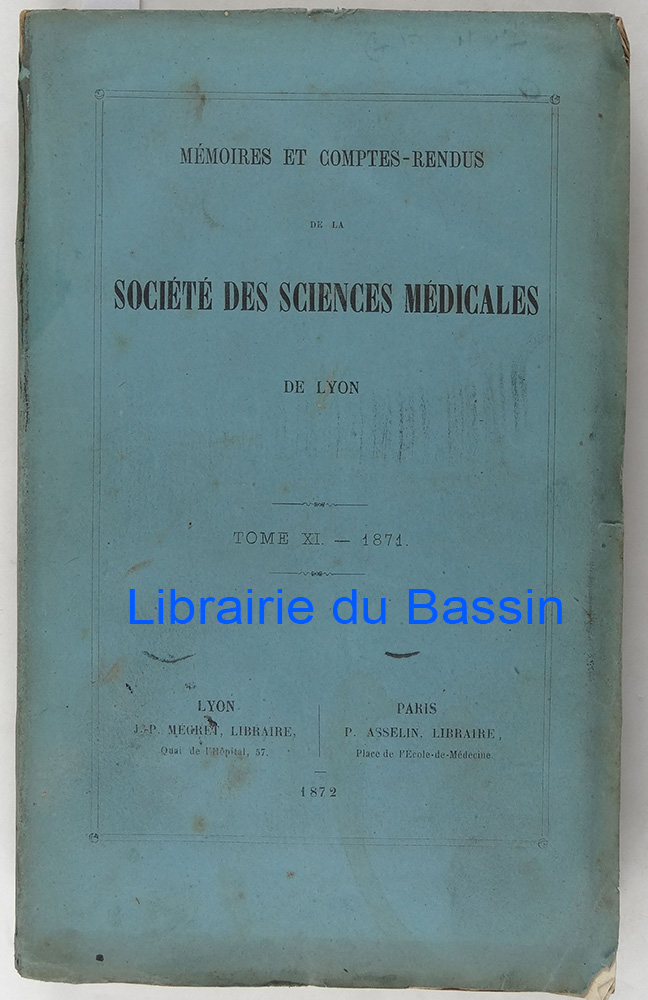 MÉMOIRES ET COMPTES-RENDUS
DE LA
SOCIÉTÉ DES SCIENCES MÉDICALES
DE LYON
TOME XI. — 1871.
Librairie du Bassin
LYON
J.-P. MEGRET, LIBRAIRE,
Quai de l'Hôpital, 57.
PARIS
P. ASSELIN, LIBRAIRE,
Place de l'Ecole-de-Médecine
1872